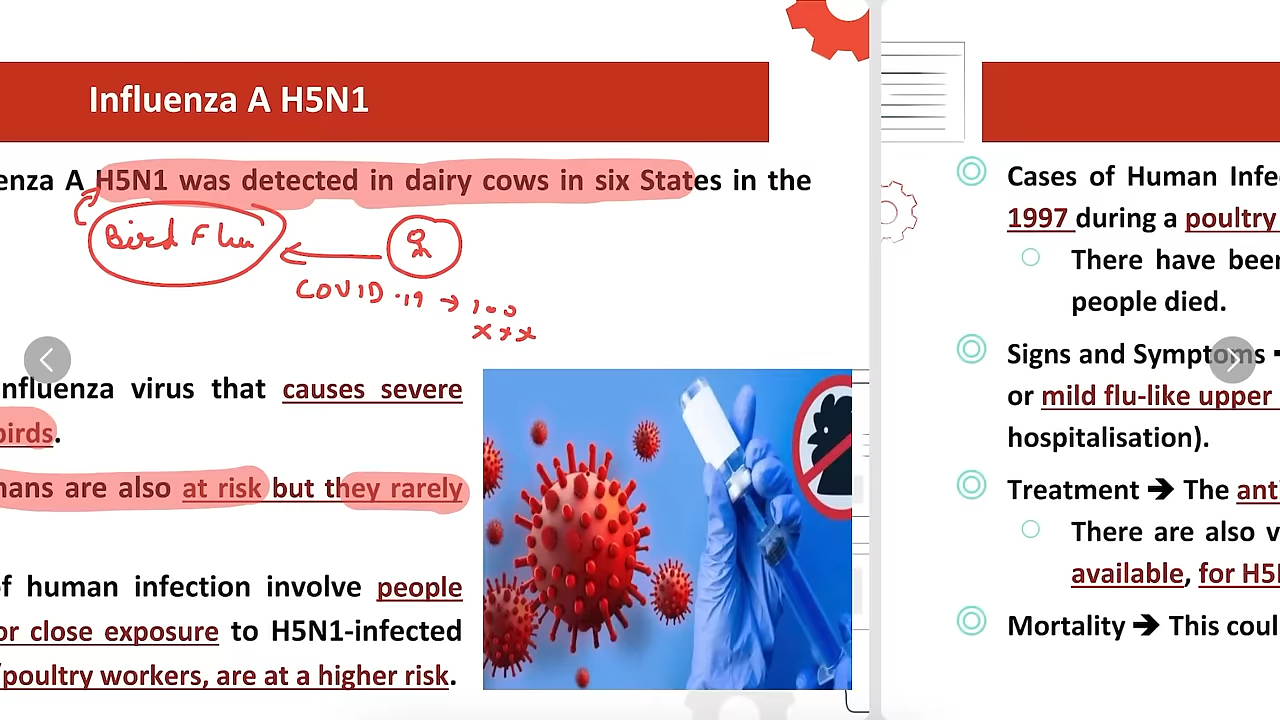 Influenza A H5N1
enza A H5N1 was detected in dairy cows in six States in the
Bird Flu
COVID-19 → 100
x x x
nfluenza virus that causes severe
birds.
mans are also at risk but they rarely
of human infection involve people
or close exposure to H5N1-infected
/poultry workers, are at a higher risk.
Cases of Human Infe
1997 during a poultry
There have been
people died.
Signs and Symptoms
or mild flu-like upper
hospitalisation).
Treatment → The anti
There are also v
available, for H5
Mortality → This coul